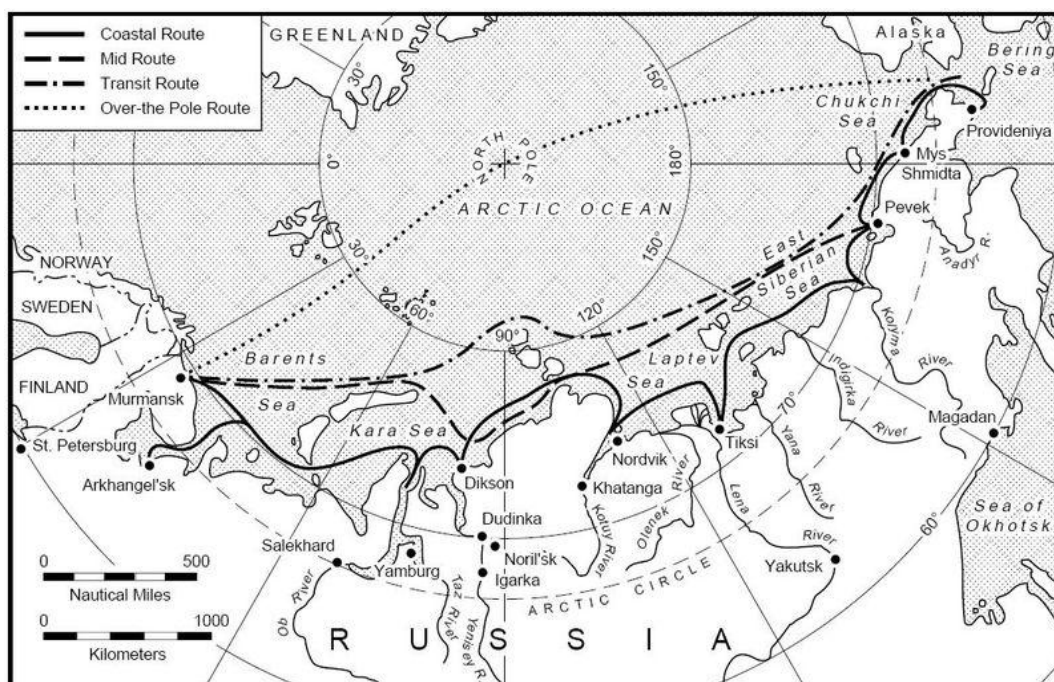 Coastal Route
Mid Route
Transit Route
Over-the Pole Route
GREENLAND
Alaska
Bering
Sea
30°
150°
Chukchi
Sea
Provideniya
0°
NORTH POLE
180°
Mys
Shmidta
ARCTIC OCEAN
Pevek
30°
150°
East
Siberian
Sea
Anadyr R.
NORWAY
SWEDEN
60°
90°
120°
Barents
Sea
Laptev
Sea
Kolyma
River
FINLAND
Murmansk
Indigirka
River
Kara Sea
70°
Magadan
St. Petersburg
Arkhangel'sk
Dikson
Nordvik
Tiksi
Yana
River
Khatanga
Olenek River
Lena
River
Sea of
Okhotsk
Dudinka
Kotuy River
60°
Salekhard
Yamburg
Noril'sk
Igarka
Yakutsk
ARCTIC CIRCLE
Ob River
Taz River
Yenisey R.
RUSSIA
0 500
Nautical Miles
0 1000
Kilometers